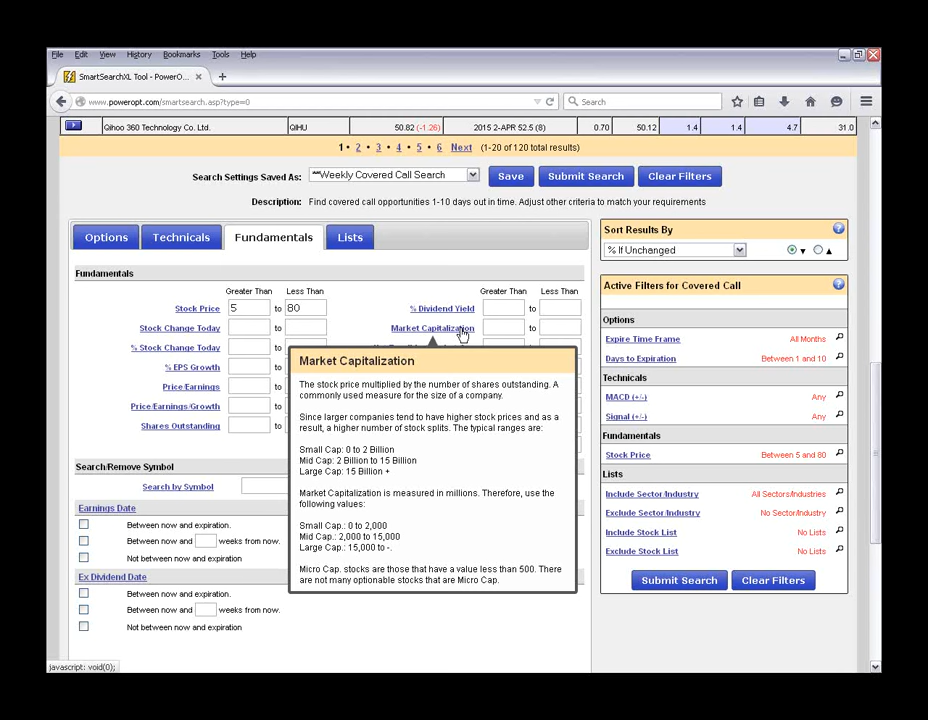 File Edit View History Bookmarks Tools Help
SmartSearchXL Tool - PowerO... × +
www.poweropt.com/smartsearch.asp?type=0 Search
Qihoo 360 Technology Co. Ltd. QIHU 50.82 (-1.26) 2015 2-APR 52.5 (8) 0.70 50.12 1.4 1.4 4.7 31.0
1 • 2 • 3 • 4 • 5 • 6 Next (1-20 of 120 total results)
Search Settings Saved As: **Weekly Covered Call Search Save Submit Search Clear Filters
Description: Find covered call opportunities 1-10 days out in time. Adjust other criteria to match your requirements
Options Technicals Fundamentals Lists
Fundamentals
Greater Than Less Than Greater Than Less Than
Stock Price 5 to 80 % Dividend Yield to
Stock Change Today to Market Capitalization to
% Stock Change Today
% EPS Growth
Price/Earnings
Price/Earnings/Growth
Shares Outstanding
Market Capitalization
The stock price multiplied by the number of shares outstanding. A
commonly used measure for the size of a company.
Since larger companies tend to have higher stock prices and as a
result, a higher number of stock splits. The typical ranges are:
Small Cap: 0 to 2 Billion
Mid Cap: 2 Billion to 15 Billion
Large Cap: 15 Billion +
Market Capitalization is measured in millions. Therefore, use the
following values:
Small Cap.: 0 to 2,000
Mid Cap.: 2,000 to 15,000
Large Cap.: 15,000 to -.
Micro Cap. stocks are those that have a value less than 500. There
are not many optionable stocks that are Micro Cap.
to
to
to
to
to
Search/Remove Symbol
Search by Symbol
Earnings Date
Between now and expiration.
Between now and weeks from now.
Not between now and expiration
Ex Dividend Date
Between now and expiration.
Between now and weeks from now.
Not between now and expiration
Sort Results By ?
% If Unchanged ▼ ▲
Active Filters for Covered Call ?
Options
Expire Time Frame All Months
Days to Expiration Between 1 and 10
Technicals
MACD (+/-) Any
Signal (+/-) Any
Fundamentals
Stock Price Between 5 and 80
Lists
Include Sector/Industry All Sectors/Industries
Exclude Sector/Industry No Sector/Industry
Include Stock List No Lists
Exclude Stock List No Lists
Submit Search Clear Filters
javascript: void(0);